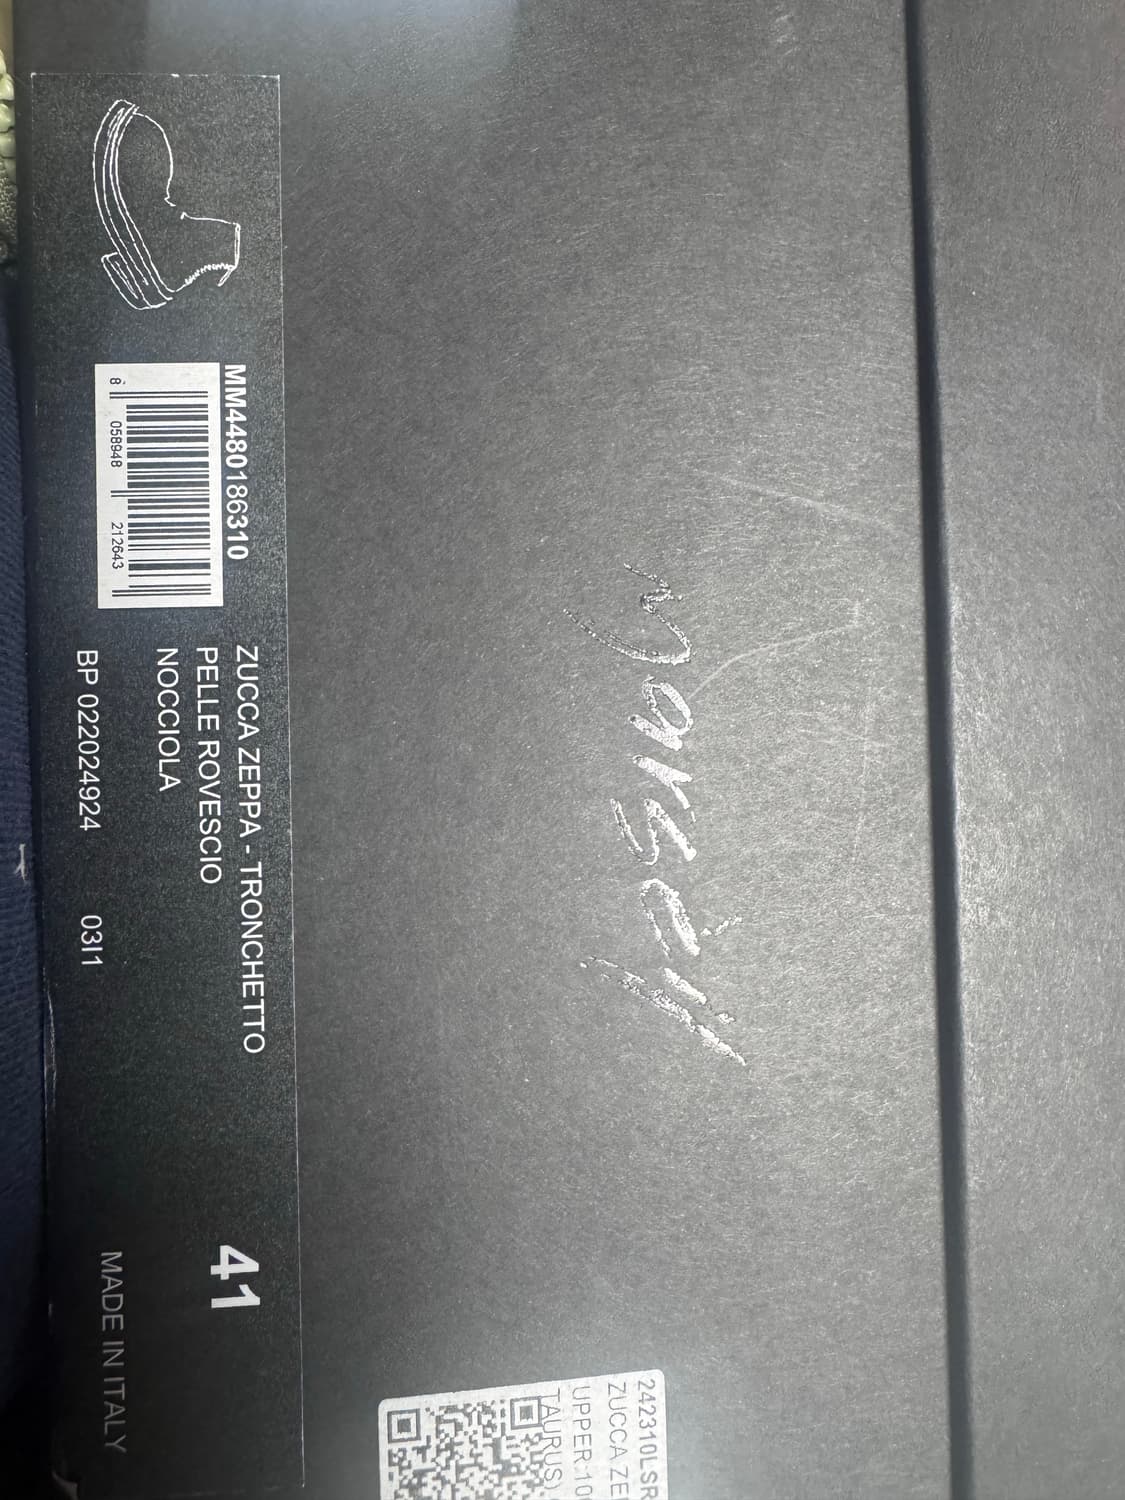 MM4480186310
8 058948 212643
ZUCCA ZEPPA - TRONCHETTO
PELLE ROVESCIO
NOCCIOLA
BP 022024924 03I1
41
MADE IN ITALY
Marsèll
242310LSR
ZUCCA ZE
UPPER:10
TAURUS)